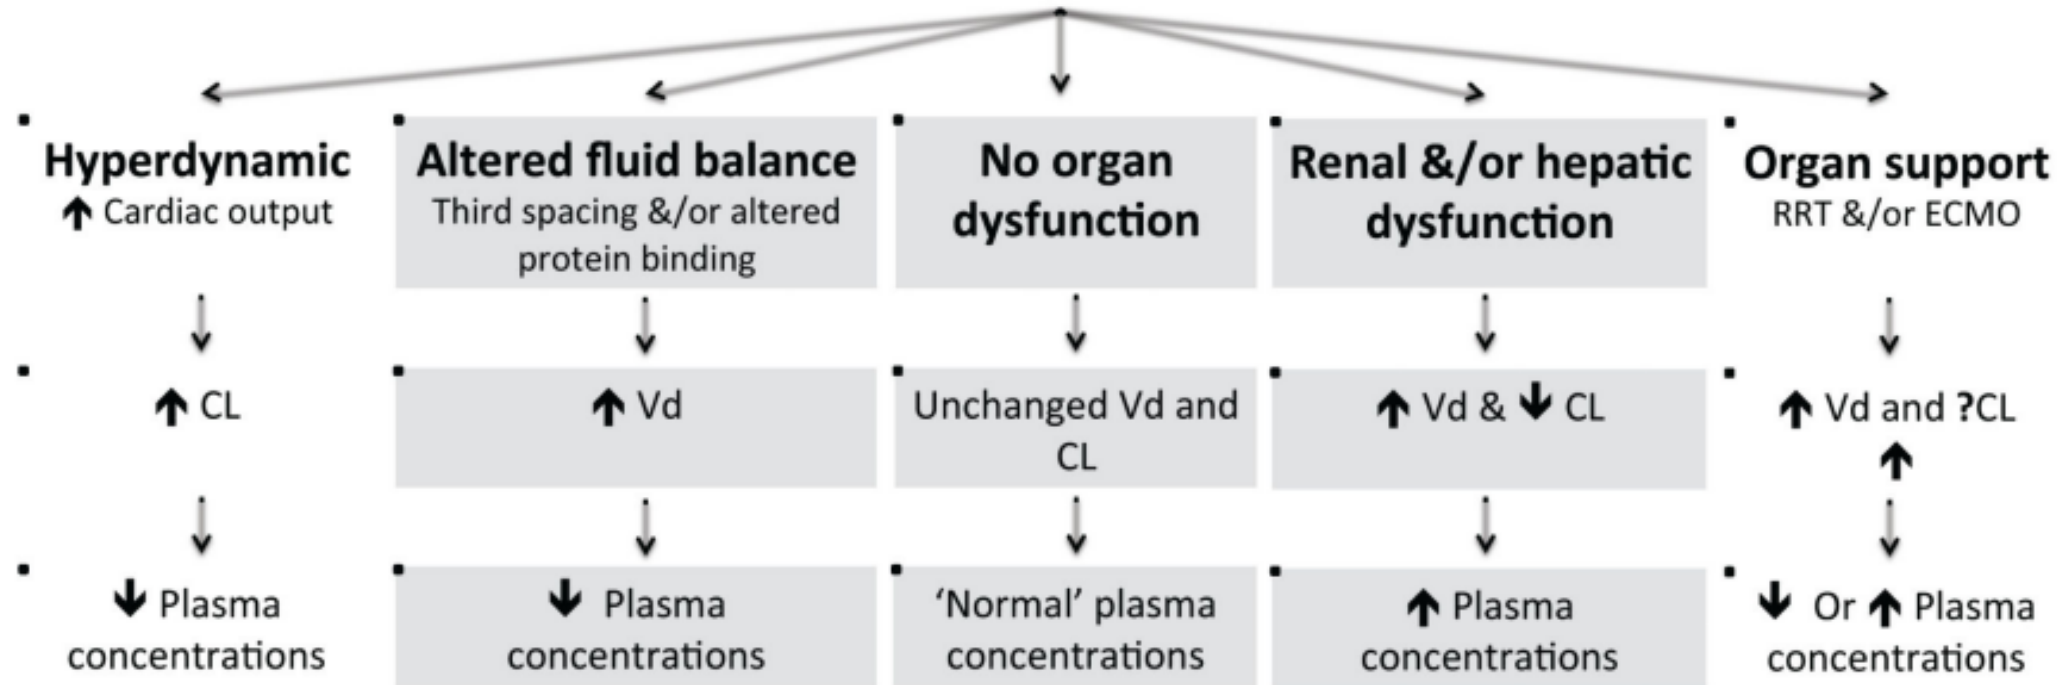 Hyperdynamic
↑ Cardiac output
Altered fluid balance
Third spacing &/or altered
protein binding
No organ
dysfunction
Renal &/or hepatic
dysfunction
Organ support
RRT &/or ECMO
↑ CL
↑ Vd
Unchanged Vd and
CL
↑ Vd & ↓ CL
↑ Vd and ?CL
↑
↓ Plasma
concentrations
↓ Plasma
concentrations
‘Normal’ plasma
concentrations
↑ Plasma
concentrations
↓ Or ↑ Plasma
concentrations